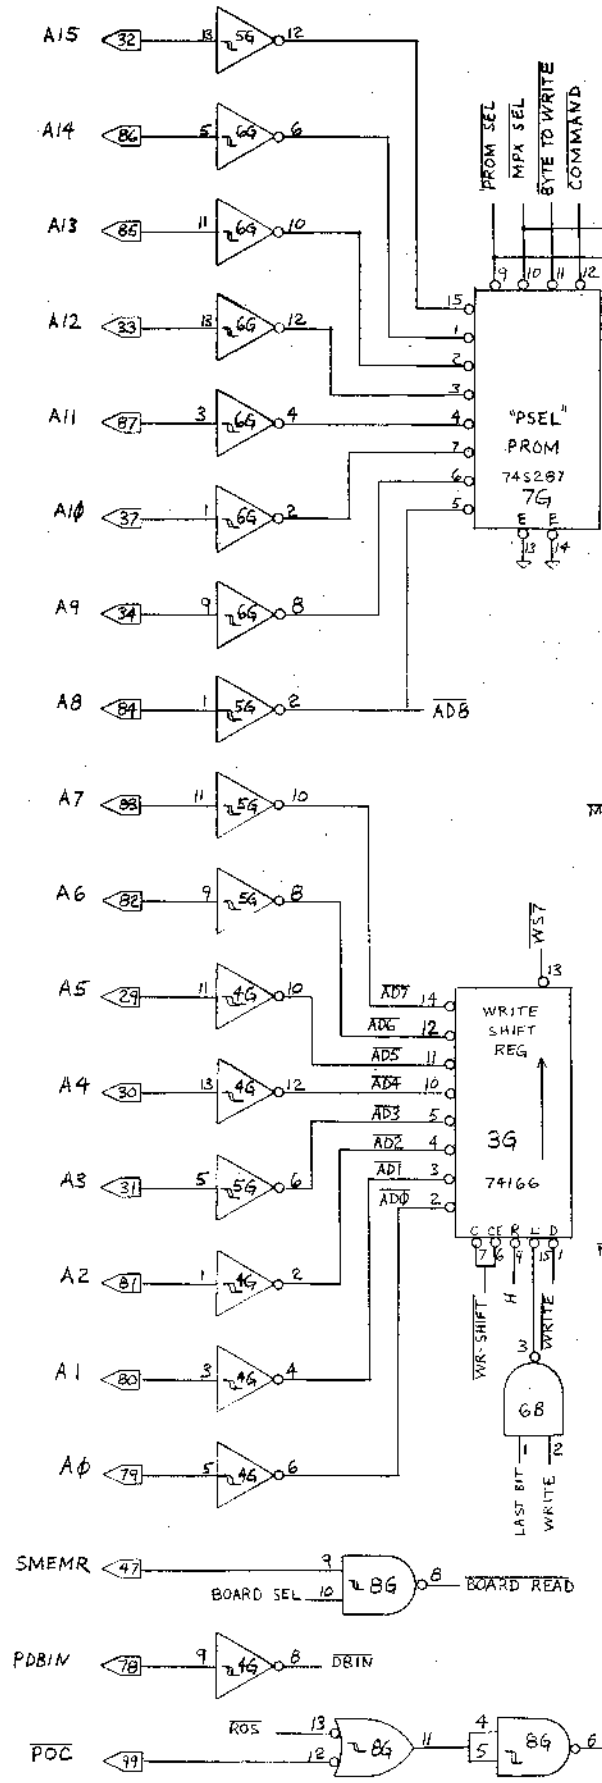 A15 32 13 5G 12
PROM SEL MPX SEL BYTE TO WRITE COMMAND
A14 86 5 6G 6
A13 85 11 6G 10
9 10 11 12
15
A12 33 13 6G 12
1
2
3
A11 87 3 6G 4
4 "PSEL"
7 PROM
6 74S287
A10 37 1 6G 2
5 7G
E E
13 14
A9 34 9 6G 8
A8 84 1 5G 2 AD8
A7 83 11 5G 10
M
A6 82 9 5G 8
WS7
13
A5 29 11 4G 10
AD7 14 WRITE
AD6 12 SHIFT
AD5 11 REG
A4 30 13 4G 12 AD4 10
AD3 5
AD2 4 3G
A3 31 5 5G 6 AD1 3 74166
AD0 2
C CE R L D
7 6 9 15 1
A2 81 1 4G 2
WR-SHIFT H WRITE
3
A1 80 3 4G 4
6B
1 2
A0 79 5 4G 6
LAST BIT WRITE
SMEMR 47 9
BOARD SEL 10 8G 8 BOARD READ
PDBIN 78 9 4G 8 DBIN
ROS 13 8G 11 4 8G 6
POC 99 12 5